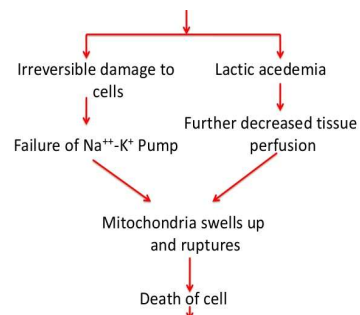 Irreversible damage to
cells
Lactic acedemia
Failure of Na⁺⁺-K⁺ Pump
Further decreased tissue
perfusion
Mitochondria swells up
and ruptures
Death of cell